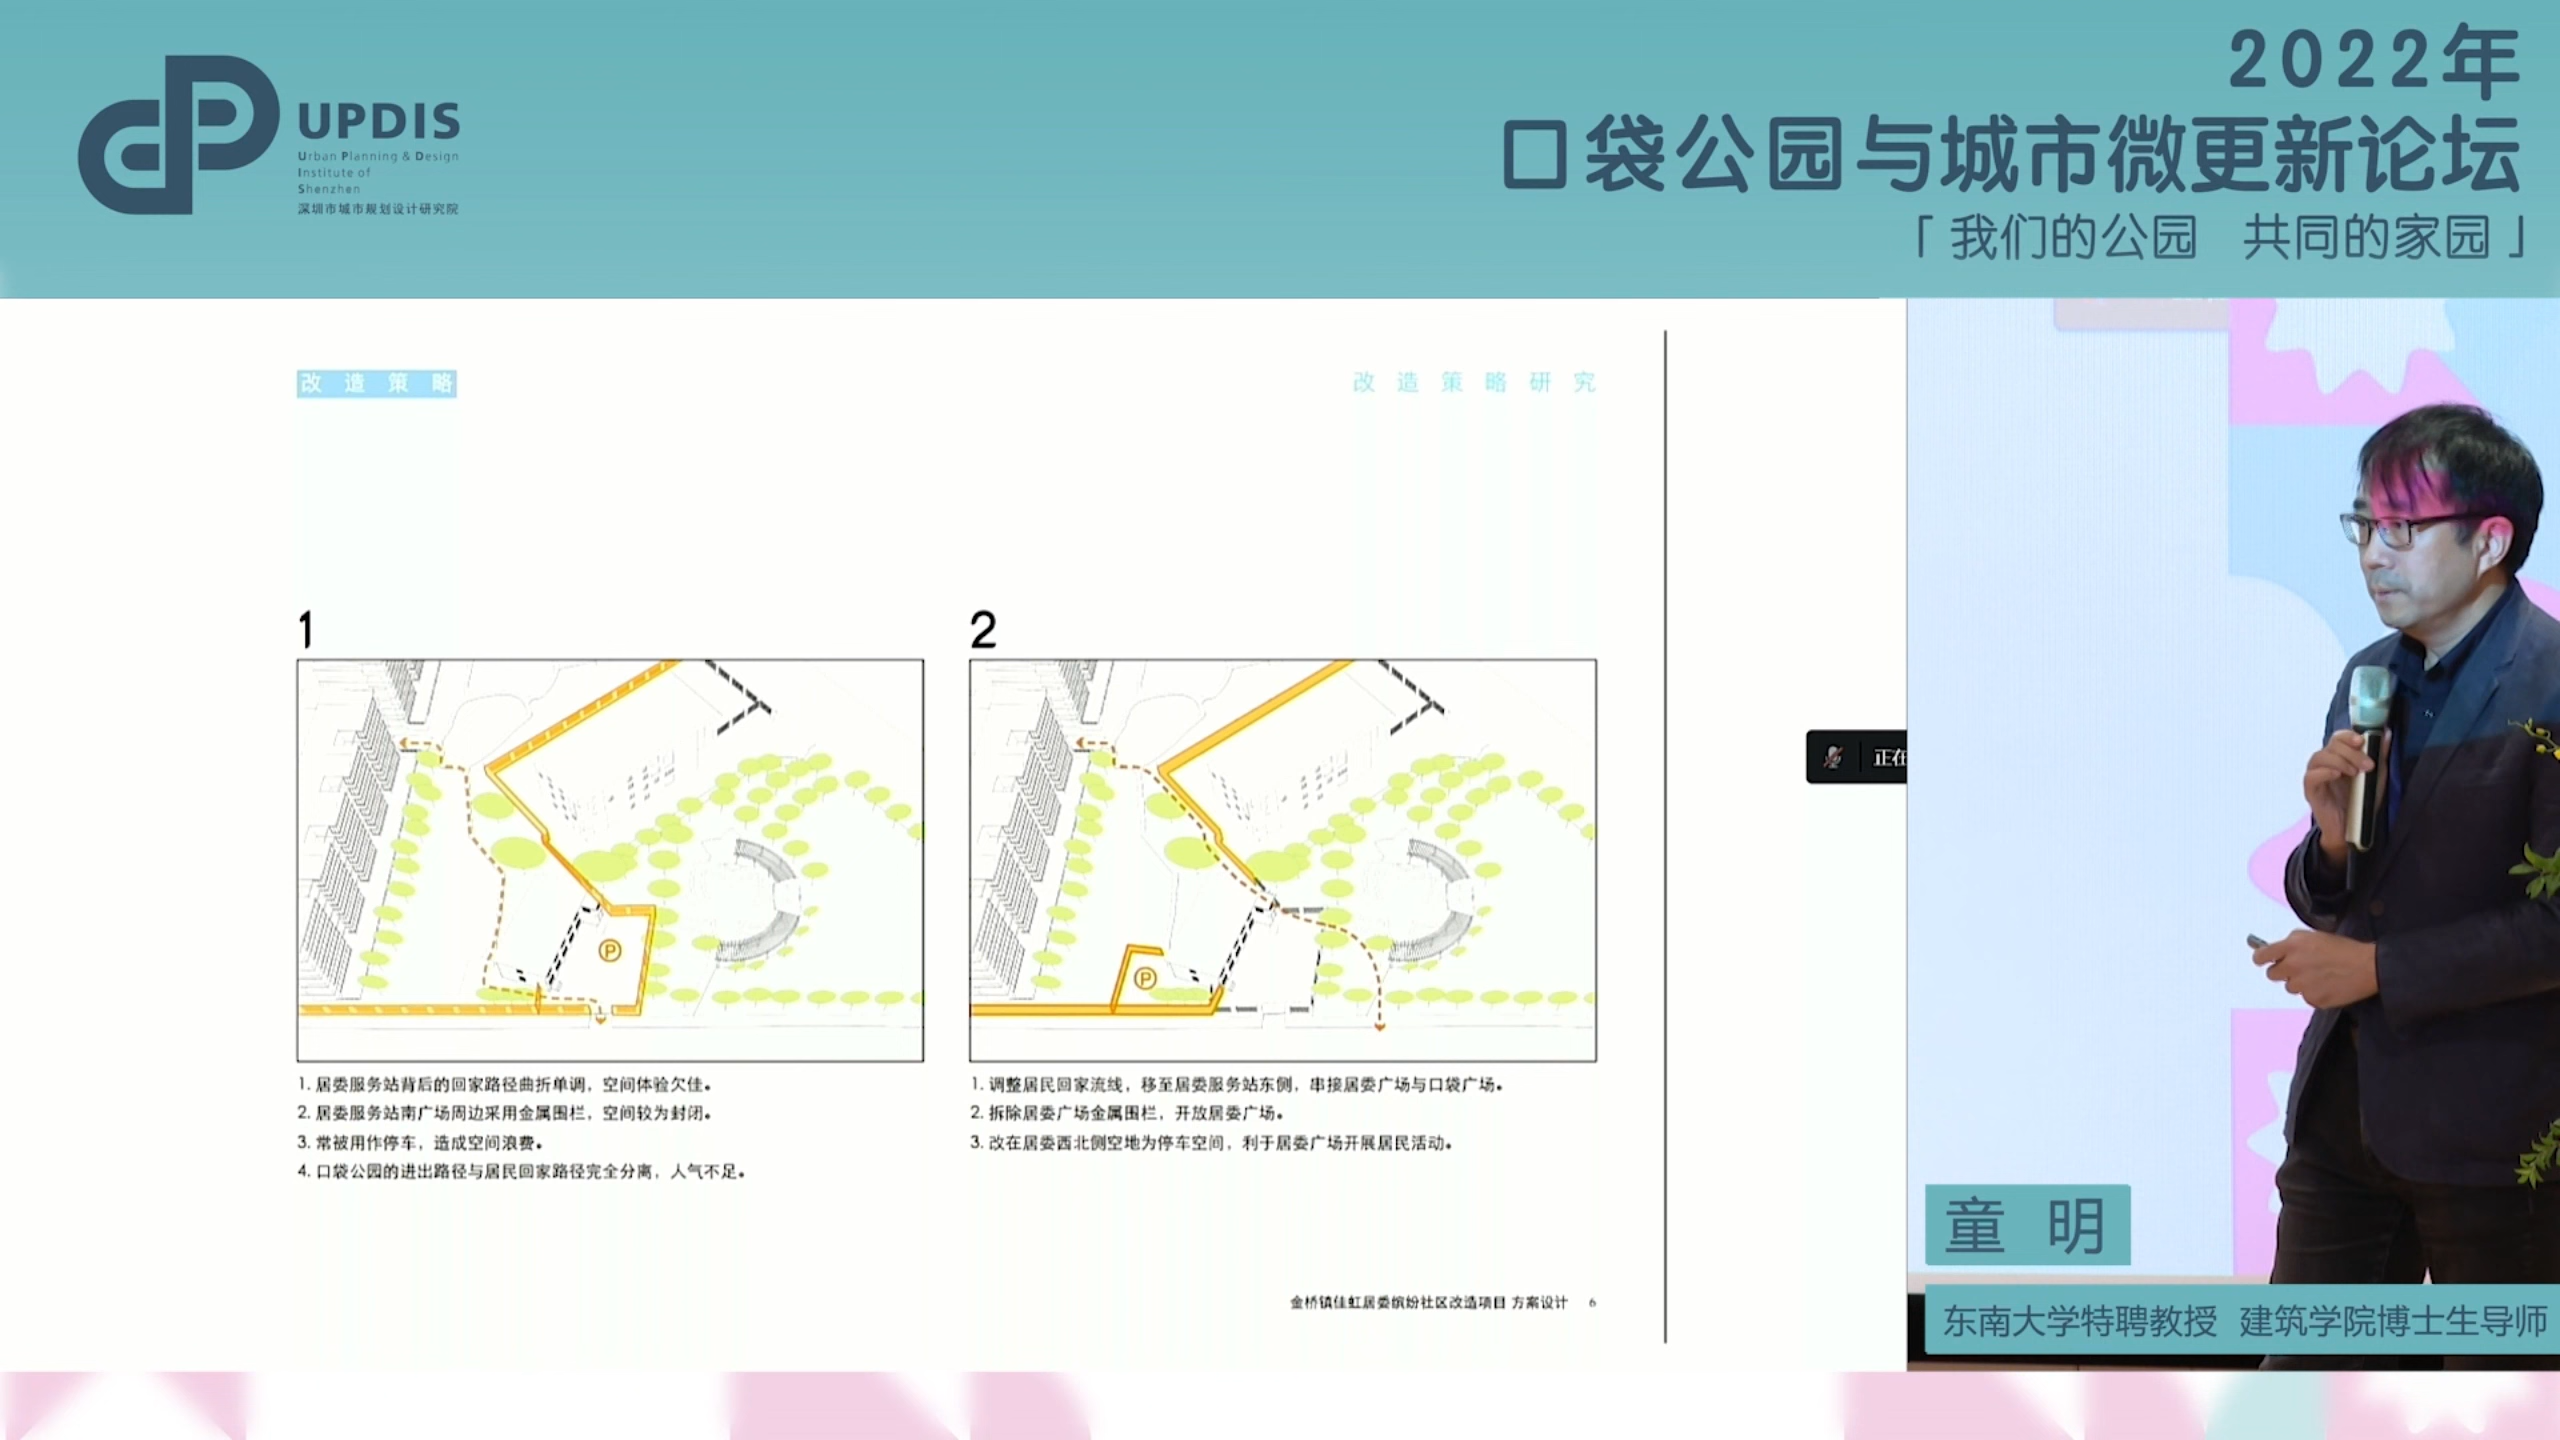 UPDIS
Urban Planning & Design
Institute of
Shenzhen
深圳市城市规划设计研究院
2022年
口袋公园与城市微更新论坛
「我们的公园 共同的家园」
改造策略
改造策略研究
1
2
P
P
1. 居委服务站背后的回家路径曲折单调，空间体验欠佳。
2. 居委服务站南广场周边采用金属围栏，空间较为封闭。
3. 常被用作停车，造成空间浪费。
4. 口袋公园的进出路径与居民回家路径完全分离，人气不足。
1. 调整居民回家流线，移至居委服务站东侧，串接居委广场与口袋广场。
2. 拆除居委广场金属围栏，开放居委广场。
3. 改在居委西北侧空地为停车空间，利于居委广场开展居民活动。
金桥镇佳虹居委缤纷社区改造项目 方案设计 6
正在
童 明
东南大学特聘教授 建筑学院博士生导师